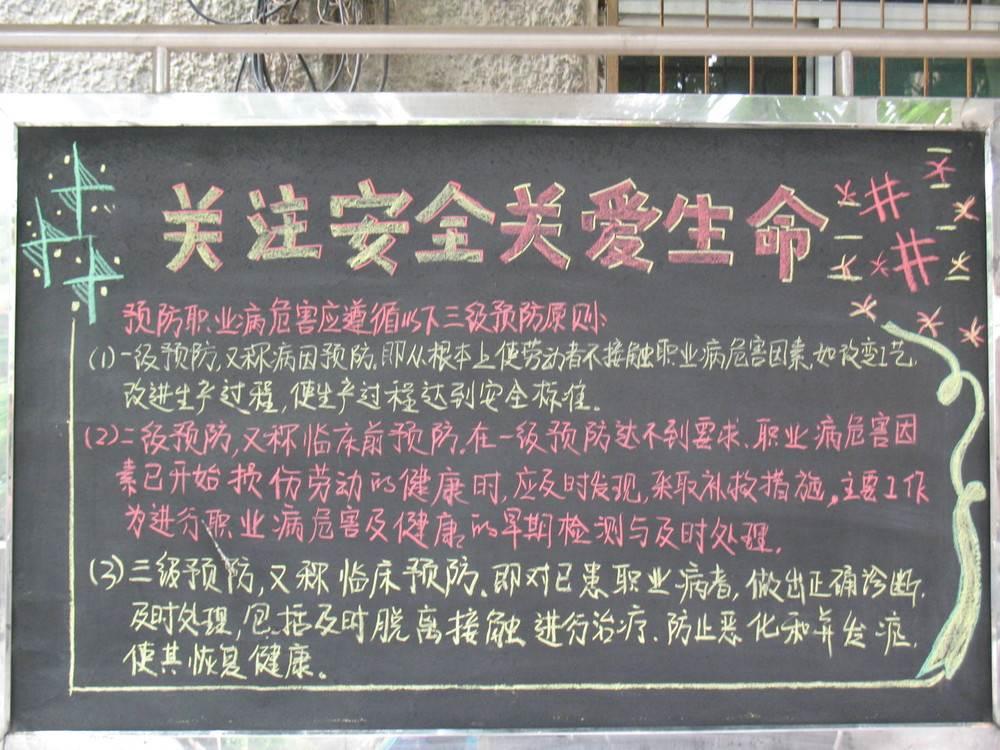 关注安全关爱生命
预防职业病危害应遵循以下三级预防原则:
(1)一级预防,又称病因预防.即从根本上使劳动者不接触职业病危害因素,如改变工艺.
改进生产过程,使生产过程达到安全标准。
(2)二级预防,又称临床前预防.在一级预防达不到要求.职业病危害因
素已开始损伤劳动的健康时,应及时发现,采取补救措施,主要工作
为进行职业病危害及健康的早期检测与及时处理.
(3)三级预防,又称临床预防.即对已患职业病者,做出正确诊断.
及时处理,包括及时脱离接触进行治疗.防止恶化和并发症.
使其恢复健康。